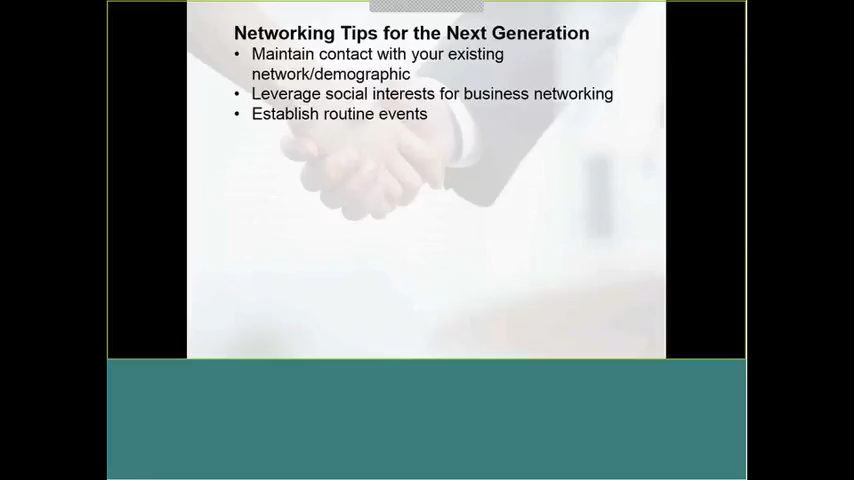 Networking Tips for the Next Generation
• Maintain contact with your existing
network/demographic
• Leverage social interests for business networking
• Establish routine events